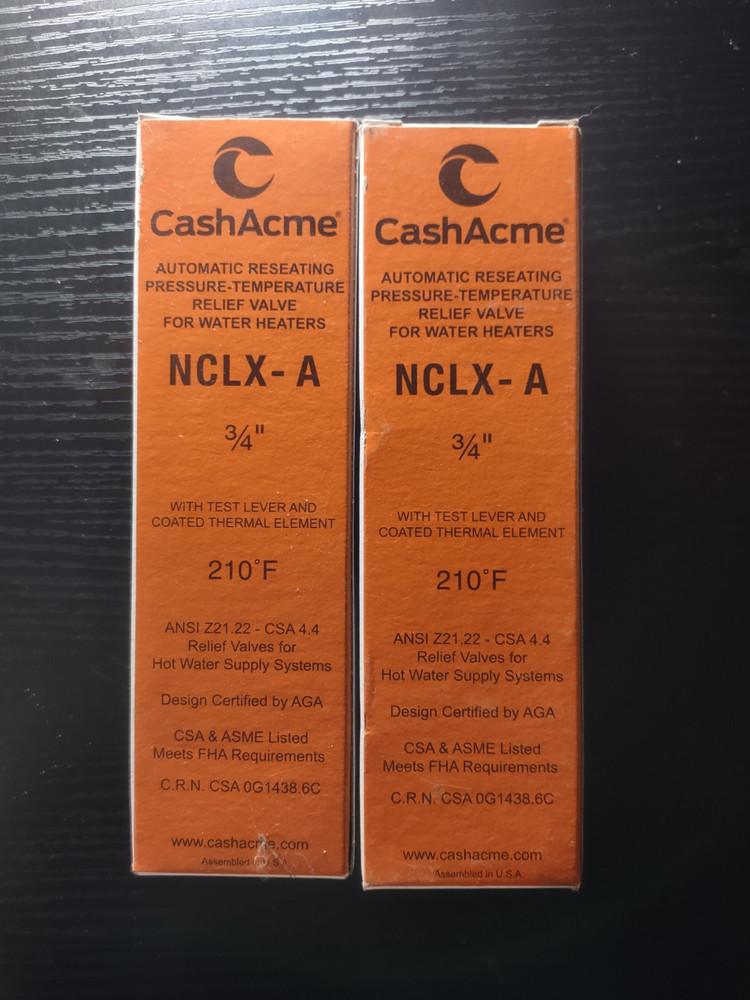 CashAcme®
AUTOMATIC RESEATING
PRESSURE-TEMPERATURE
RELIEF VALVE
FOR WATER HEATERS
NCLX- A
3/4"
WITH TEST LEVER AND
COATED THERMAL ELEMENT
210°F
ANSI Z21.22 - CSA 4.4
Relief Valves for
Hot Water Supply Systems
Design Certified by AGA
CSA & ASME Listed
Meets FHA Requirements
C.R.N. CSA 0G1438.6C
www.cashacme.com
Assembled in U.S.A.
CashAcme®
AUTOMATIC RESEATING
PRESSURE-TEMPERATURE
RELIEF VALVE
FOR WATER HEATERS
NCLX- A
3/4"
WITH TEST LEVER AND
COATED THERMAL ELEMENT
210°F
ANSI Z21.22 - CSA 4.4
Relief Valves for
Hot Water Supply Systems
Design Certified by AGA
CSA & ASME Listed
Meets FHA Requirements
C.R.N. CSA 0G1438.6C
www.cashacme.com
Assembled in U.S.A.